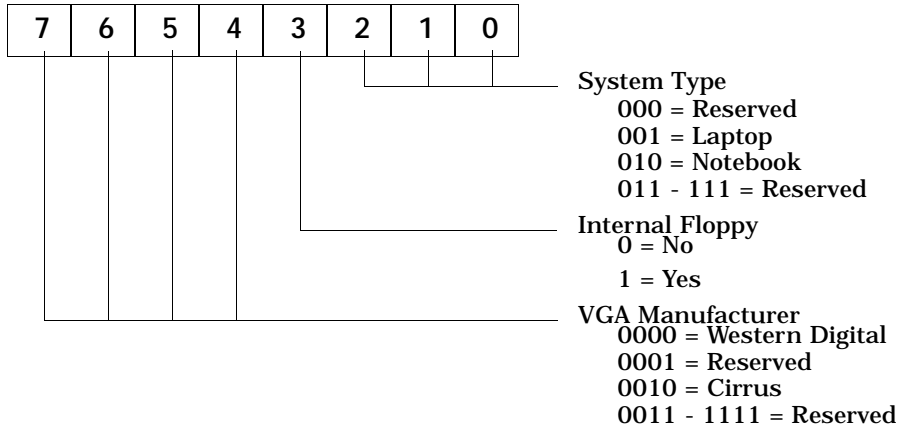 7 6 5 4 3 2 1 0
System Type
000 = Reserved
001 = Laptop
010 = Notebook
011 - 111 = Reserved
Internal Floppy
0 = No
1 = Yes
VGA Manufacturer
0000 = Western Digital
0001 = Reserved
0010 = Cirrus
0011 - 1111 = Reserved